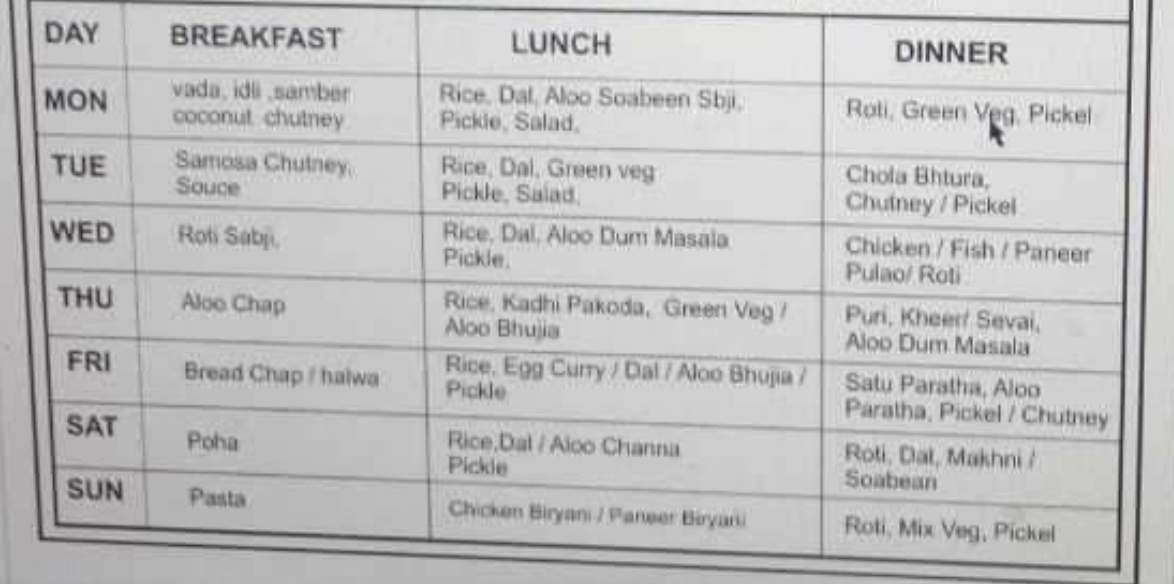 DAY BREAKFAST LUNCH DINNER
MON
vada, idli ,samber
coconut chutney
Rice, Dal, Aloo Soabeen Sbji,
Pickle, Salad,
Roti, Green Veg, Pickel
TUE
Samosa Chutney,
Souce
Rice, Dal, Green veg
Pickle, Salad,
Chola Bhtura,
Chutney / Pickel
WED
Roti Sabji,
Rice, Dal, Aloo Dum Masala
Pickle,
Chicken / Fish / Paneer
Pulao/ Roti
THU
Aloo Chap
Rice, Kadhi Pakoda, Green Veg /
Aloo Bhujia
Puri, Kheer/ Sevai,
Aloo Dum Masala
FRI
Bread Chap / halwa
Rice, Egg Curry / Dal / Aloo Bhujia /
Pickle
Satu Paratha, Aloo
Paratha, Pickel / Chutney
SAT
Poha
Rice,Dal / Aloo Channa
Pickle
Roti, Dal, Makhni /
Soabean
SUN
Pasta
Chicken Biryani / Paneer Biryani
Roti, Mix Veg, Pickel